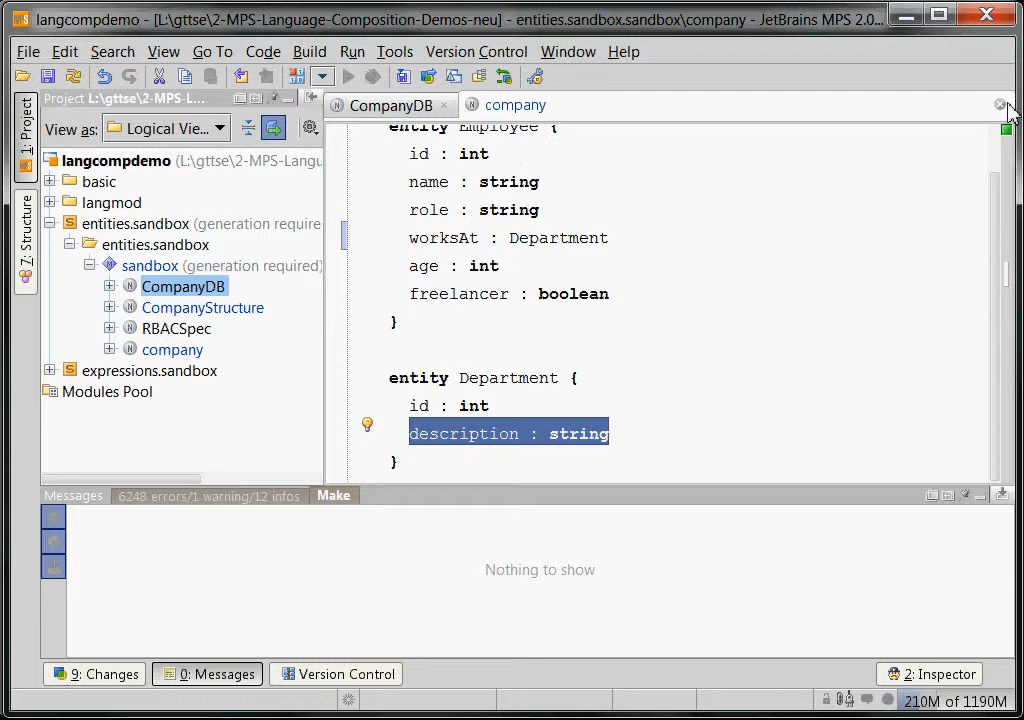 langcompdemo - [L:\gttse\2-MPS-Language-Composition-Demos-neu] - entities.sandbox.sandbox\company - JetBrains MPS 2.0...
File Edit Search View Go To Code Build Run Tools Version Control Window Help
1: Project
7: Structure
Project L:\gttse\2-MPS-L...
View as: Logical Vie...
langcompdemo (L:\gttse\2-MPS-Langu
basic
langmod
entities.sandbox (generation require
entities.sandbox
sandbox (generation required)
CompanyDB
CompanyStructure
RBACSpec
company
expressions.sandbox
Modules Pool
CompanyDB company
entity Employee {
id : int
name : string
role : string
worksAt : Department
age : int
freelancer : boolean
}
entity Department {
id : int
description : string
}
Messages 6248 errors/1 warning/12 infos Make
Nothing to show
9: Changes 0: Messages Version Control 2: Inspector
210M of 1190M